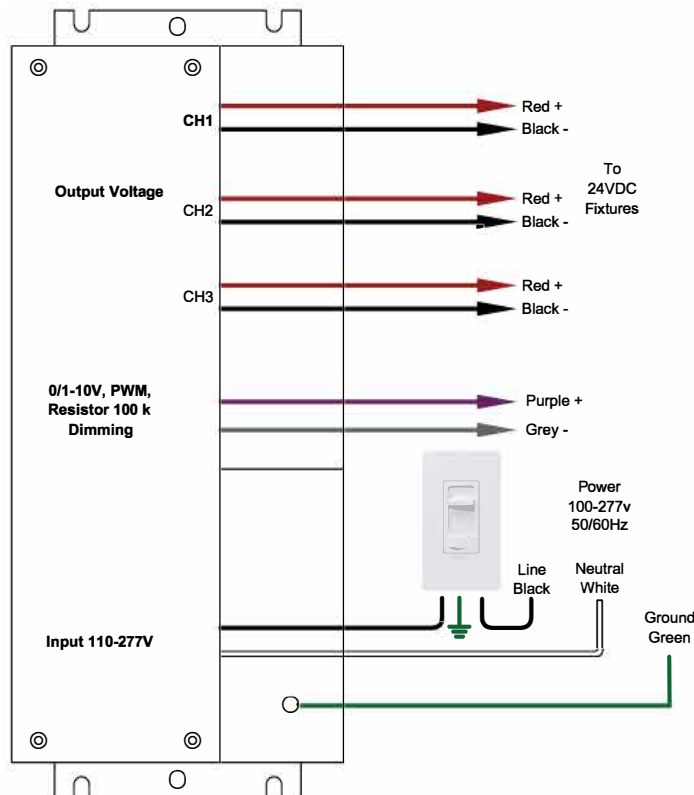 CH1
Red +
Black -
Output Voltage
To
24VDC
Fixtures
CH2
Red +
Black -
CH3
Red +
Black -
0/1-10V, PWM,
Resistor 100 k
Dimming
Purple +
Grey -
Power
100-277v
50/60Hz
Line
Black
Neutral
White
Ground
Green
Input 110-277V